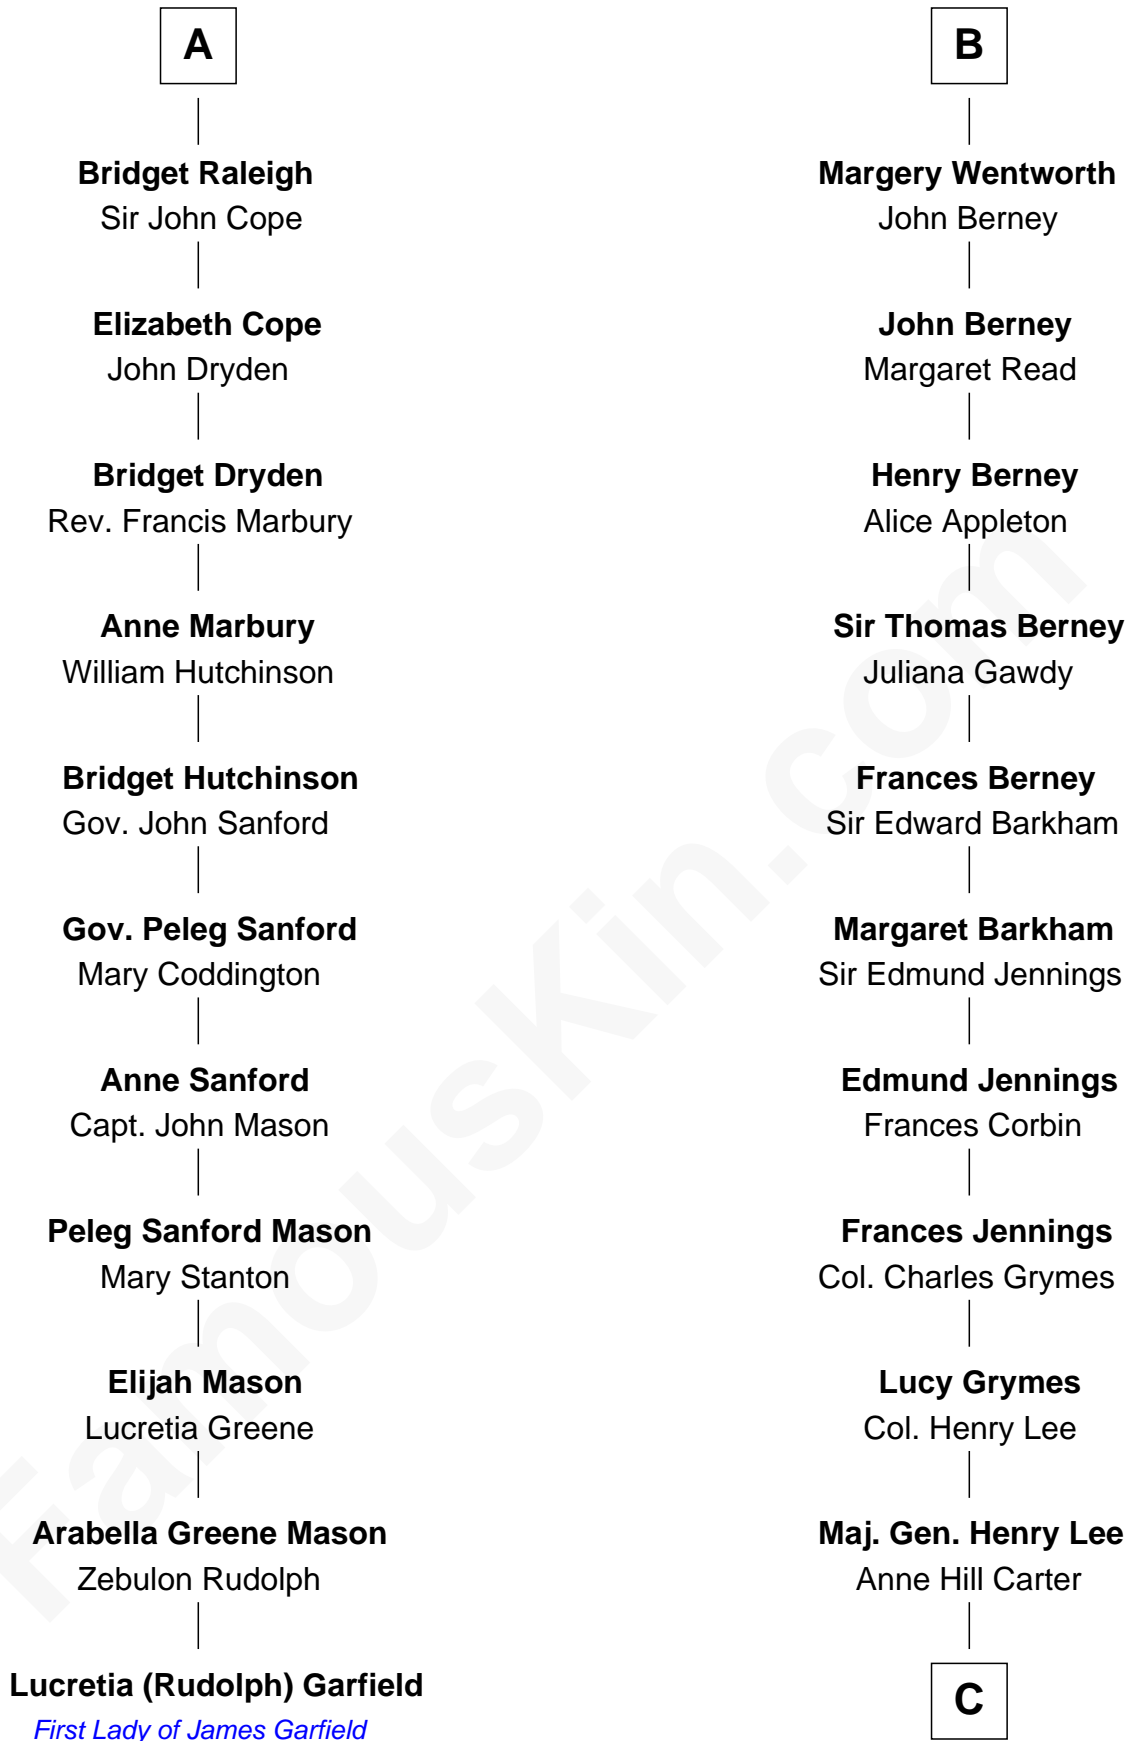 A
Bridget Raleigh
Sir John Cope
Elizabeth Cope
John Dryden
Bridget Dryden
Rev. Francis Marbury
Anne Marbury
William Hutchinson
Bridget Hutchinson
Gov. John Sanford
Gov. Peleg Sanford
Mary Coddington
Anne Sanford
Capt. John Mason
Peleg Sanford Mason
Mary Stanton
Elijah Mason
Lucretia Greene
Arabella Greene Mason
Zebulon Rudolph
Lucretia (Rudolph) Garfield
First Lady of James Garfield
B
Margery Wentworth
John Berney
John Berney
Margaret Read
Henry Berney
Alice Appleton
Sir Thomas Berney
Juliana Gawdy
Frances Berney
Sir Edward Barkham
Margaret Barkham
Sir Edmund Jennings
Edmund Jennings
Frances Corbin
Frances Jennings
Col. Charles Grymes
Lucy Grymes
Col. Henry Lee
Maj. Gen. Henry Lee
Anne Hill Carter
C
FamousKin.com